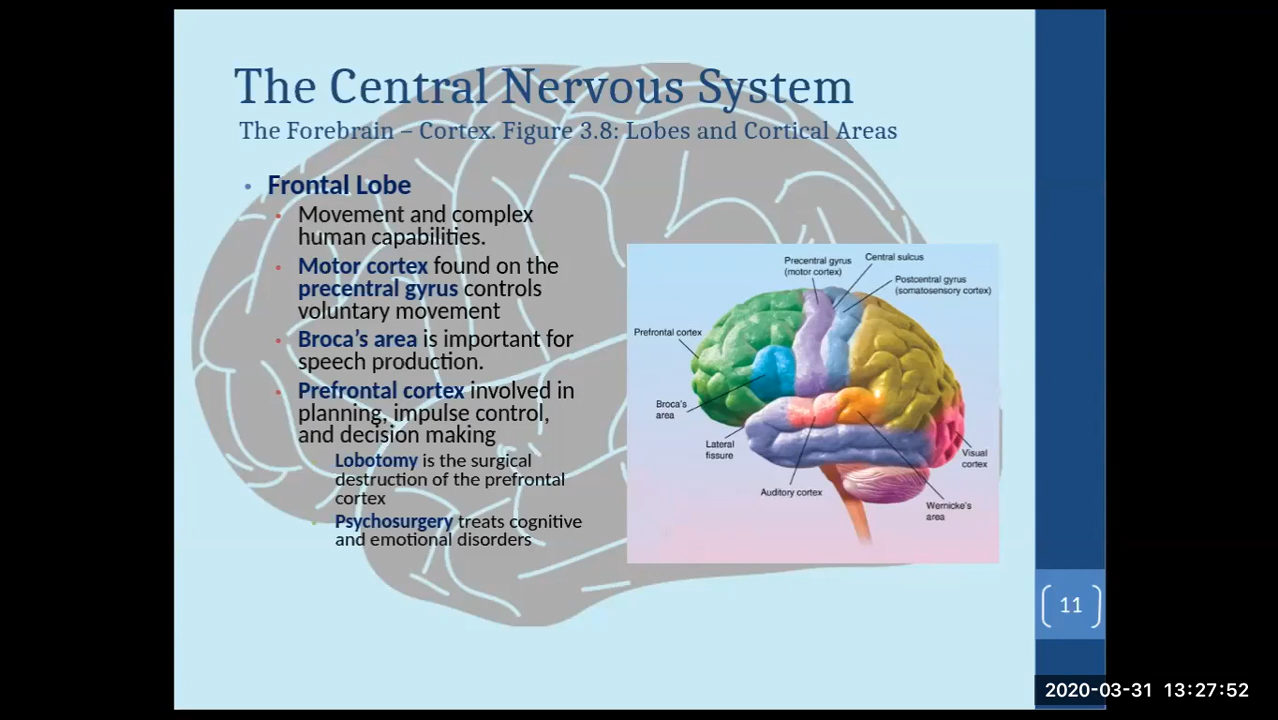 The Central Nervous System
The Forebrain – Cortex. Figure 3.8: Lobes and Cortical Areas
• Frontal Lobe
• Movement and complex
human capabilities.
• Motor cortex found on the
precentral gyrus controls
voluntary movement
• Broca's area is important for
speech production.
• Prefrontal cortex involved in
planning, impulse control,
and decision making
Lobotomy is the surgical
destruction of the prefrontal
cortex
• Psychosurgery treats cognitive
and emotional disorders
Precentral gyrus
(motor cortex)
Central sulcus
Postcentral gyrus
(somatosensory cortex)
Prefrontal cortex
Broca's
area
Lateral
fissure
Auditory cortex
Visual
cortex
Wernicke's
area
11
2020-03-31 13:27:52